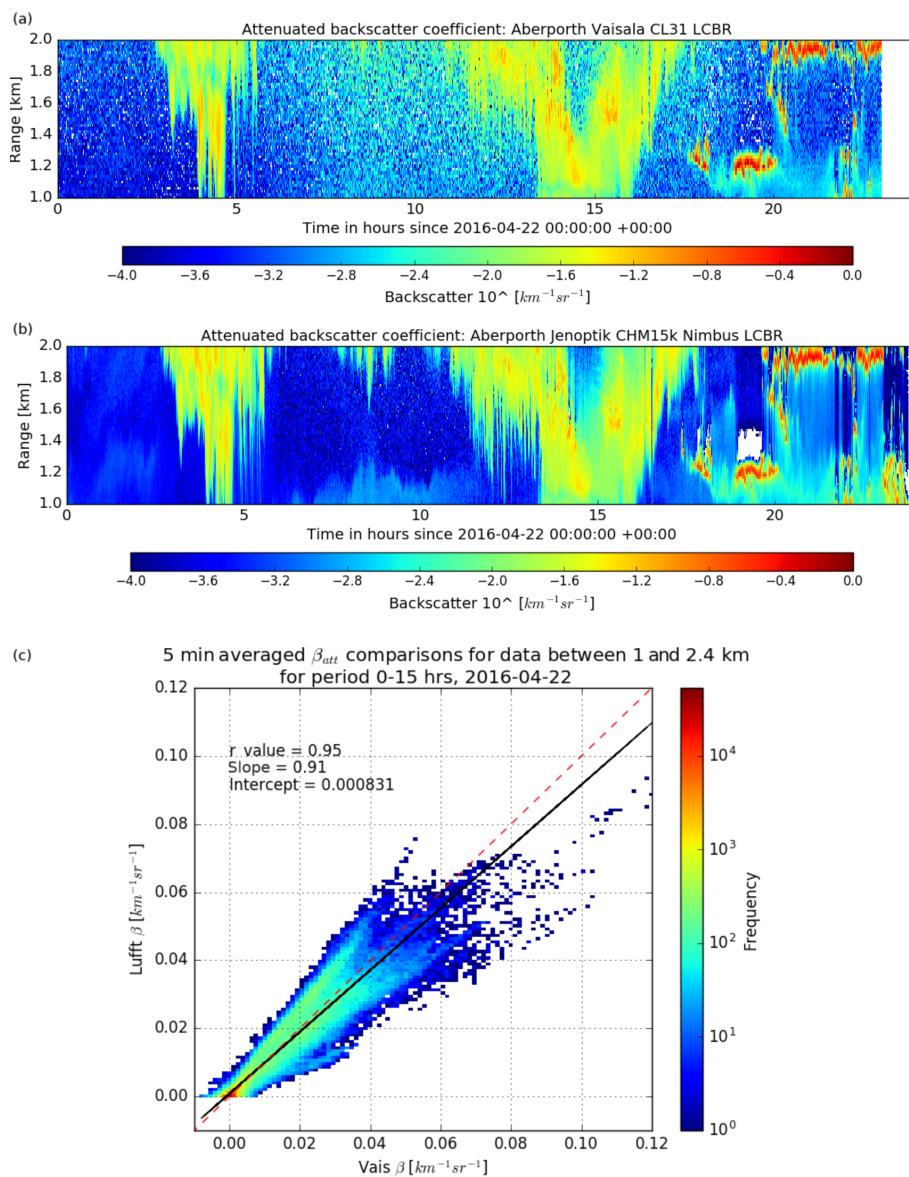 (a)
Attenuated backscatter coefficient: Aberporth Vaisala CL31 LCBR
2.0
1.8
1.6
1.4
1.2
1.0
Range [km]
0 5 10 15 20
Time in hours since 2016-04-22 00:00:00 +00:00
−4.0 −3.6 −3.2 −2.8 −2.4 −2.0 −1.6 −1.2 −0.8 −0.4 0.0
Backscatter 10^ [km⁻¹sr⁻¹]
(b)
Attenuated backscatter coefficient: Aberporth Jenoptik CHM15k Nimbus LCBR
2.0
1.8
1.6
1.4
1.2
1.0
Range [km]
0 5 10 15 20
Time in hours since 2016-04-22 00:00:00 +00:00
−4.0 −3.6 −3.2 −2.8 −2.4 −2.0 −1.6 −1.2 −0.8 −0.4 0.0
Backscatter 10^ [km⁻¹sr⁻¹]
(c)
5 min averaged β_att comparisons for data between 1 and 2.4 km
for period 0-15 hrs, 2016-04-22
0.12
0.10
0.08
0.06
0.04
0.02
0.00
Lufft β [km⁻¹sr⁻¹]
r value = 0.95
Slope = 0.91
Intercept = 0.000831
0.00 0.02 0.04 0.06 0.08 0.10 0.12
Vais β [km⁻¹sr⁻¹]
10⁴
10³
10²
10¹
10⁰
Frequency